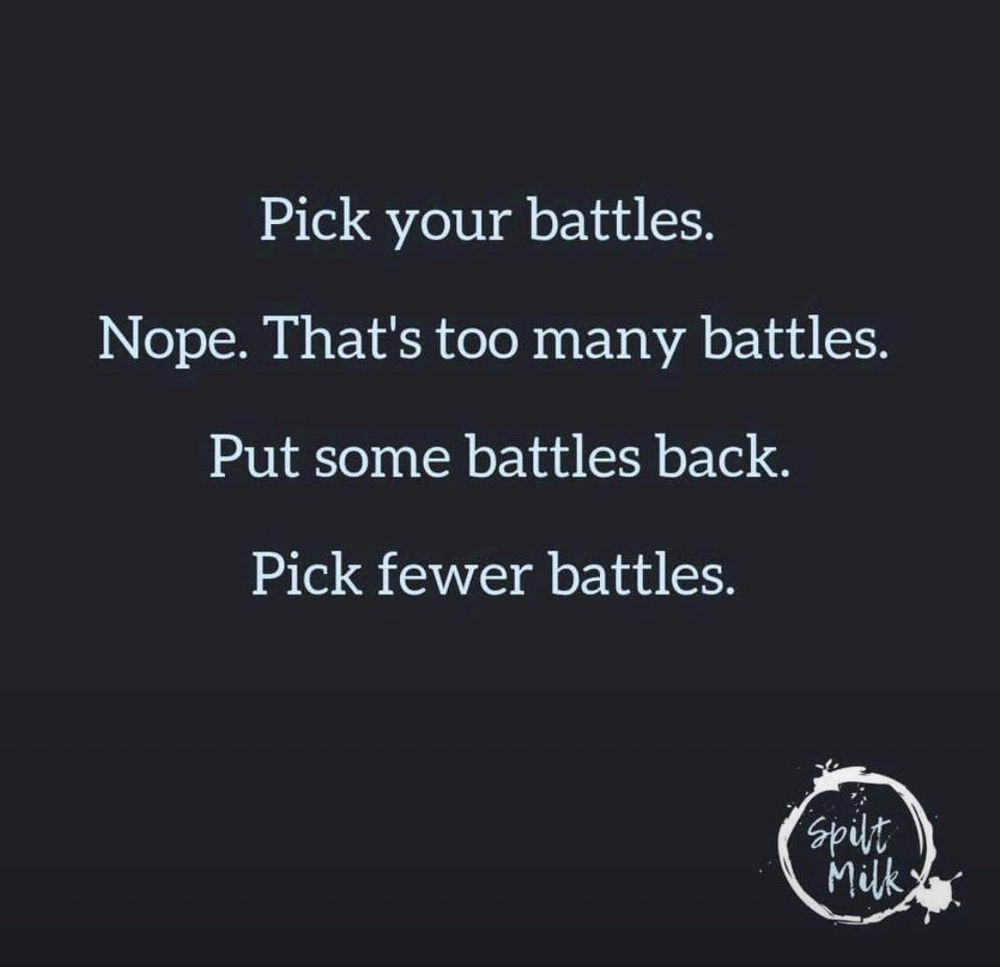 Pick your battles.
Nope. That's too many battles.
Put some battles back.
Pick fewer battles.
Spilt
Milk